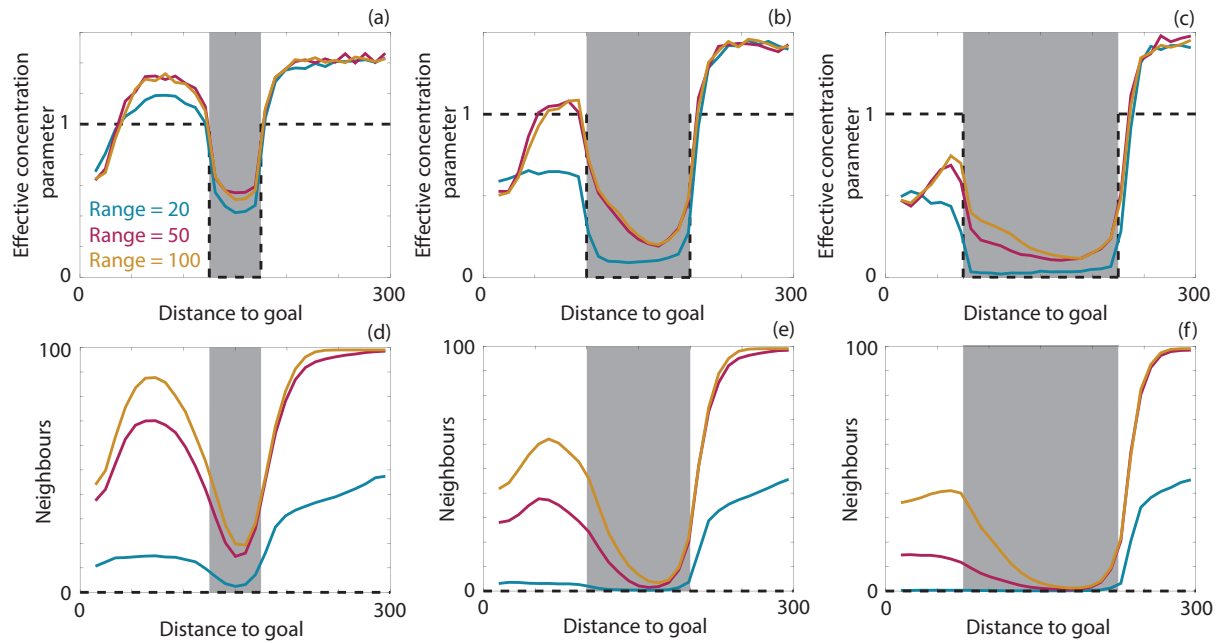 (a)
Effective concentration
parameter
1
0
Range = 20
Range = 50
Range = 100
0
300
Distance to goal
(b)
Effective concentration
parameter
1
0
0
300
Distance to goal
(c)
Effective concentration
parameter
1
0
0
300
Distance to goal
(d)
Neighbours
100
0
0
300
Distance to goal
(e)
Neighbours
100
0
0
300
Distance to goal
(f)
Neighbours
100
0
0
300
Distance to goal